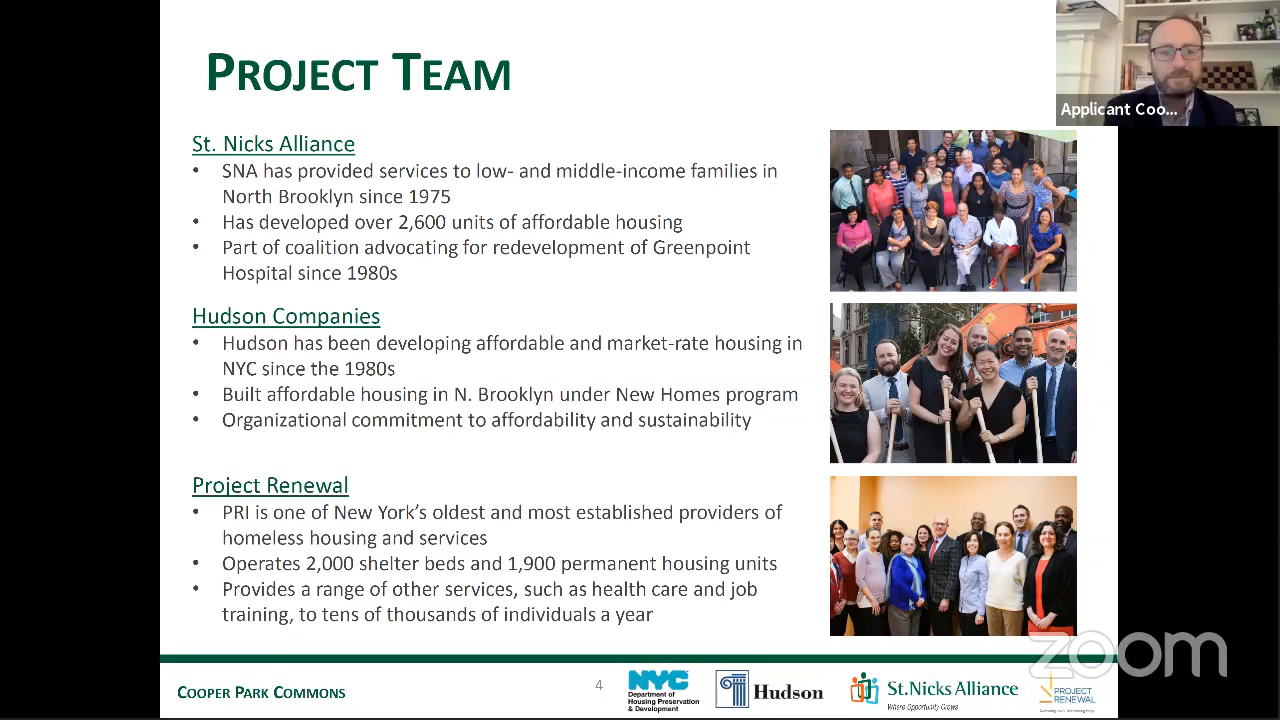 PROJECT TEAM
Applicant Coo...
St. Nicks Alliance
• SNA has provided services to low- and middle-income families in
North Brooklyn since 1975
• Has developed over 2,600 units of affordable housing
• Part of coalition advocating for redevelopment of Greenpoint
Hospital since 1980s
Hudson Companies
• Hudson has been developing affordable and market-rate housing in
NYC since the 1980s
• Built affordable housing in N. Brooklyn under New Homes program
• Organizational commitment to affordability and sustainability
Project Renewal
• PRI is one of New York's oldest and most established providers of
homeless housing and services
• Operates 2,000 shelter beds and 1,900 permanent housing units
• Provides a range of other services, such as health care and job
training, to tens of thousands of individuals a year
zoom
COOPER PARK COMMONS
4
NYC
Department of
Housing Preservation
& Development
Hudson
St.Nicks Alliance
Where Opportunity Grows
PROJECT
RENEWAL